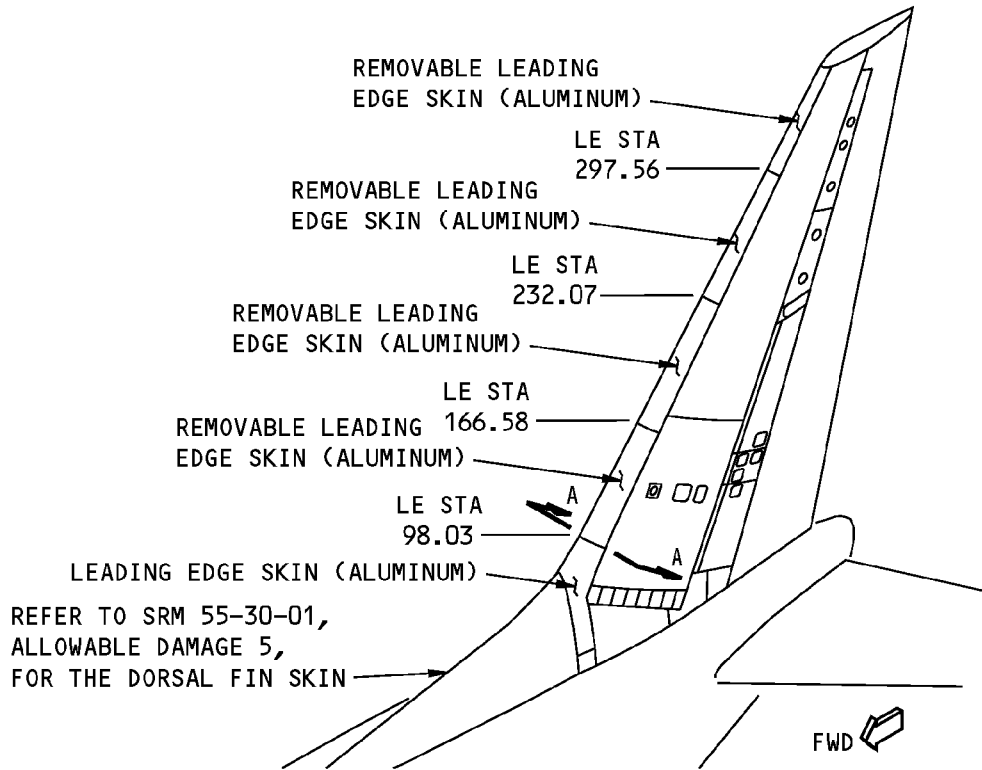 REMOVABLE LEADING
EDGE SKIN (ALUMINUM)
LE STA
297.56
REMOVABLE LEADING
EDGE SKIN (ALUMINUM)
LE STA
232.07
REMOVABLE LEADING
EDGE SKIN (ALUMINUM)
LE STA
166.58
REMOVABLE LEADING
EDGE SKIN (ALUMINUM)
A
LE STA
98.03
A
LEADING EDGE SKIN (ALUMINUM)
REFER TO SRM 55-30-01,
ALLOWABLE DAMAGE 5,
FOR THE DORSAL FIN SKIN
FWD